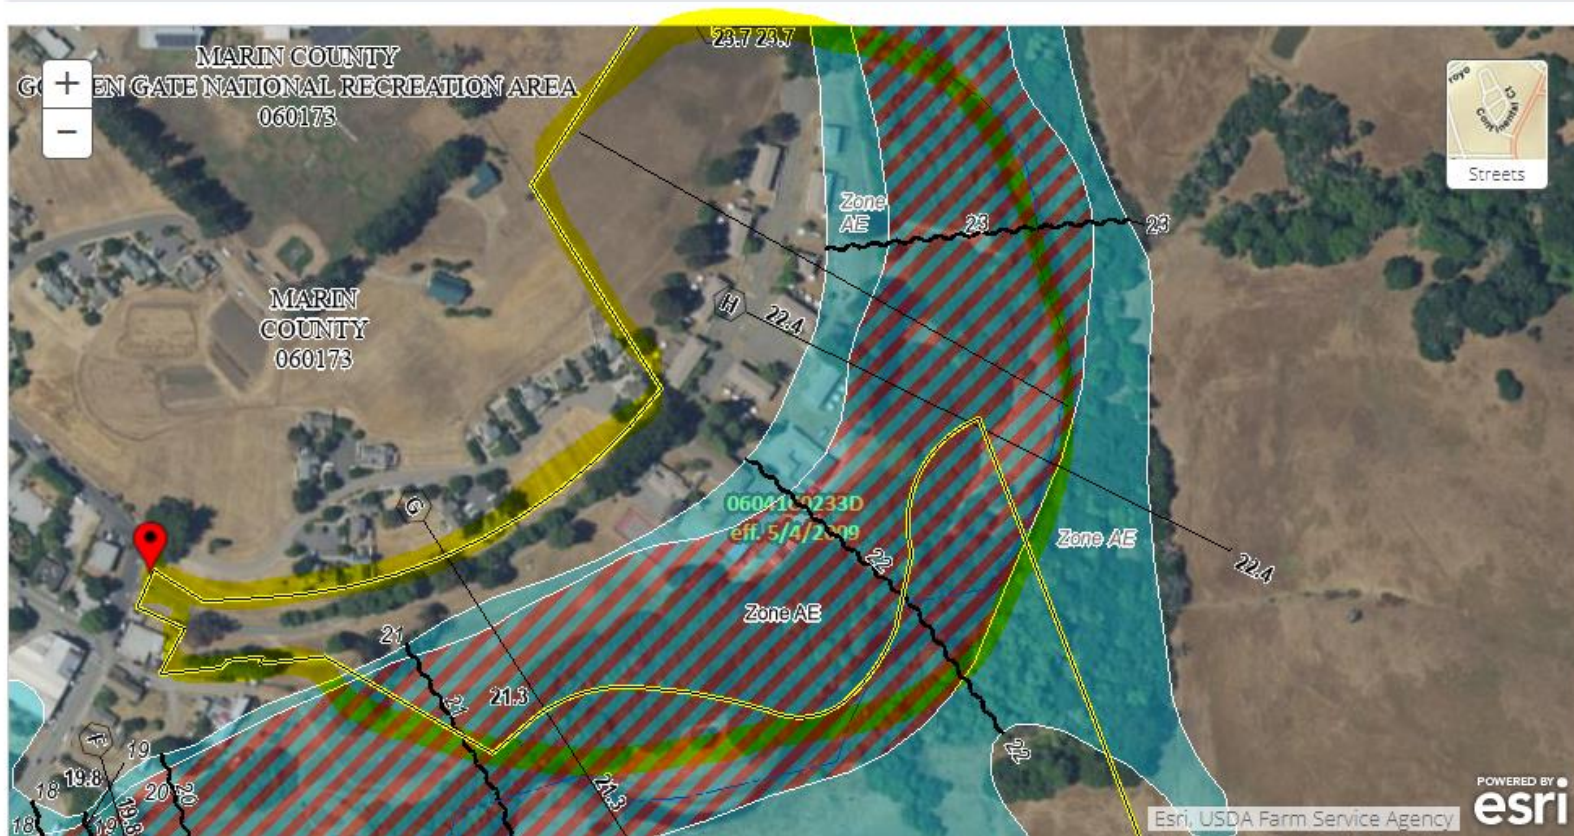 23.7 23.7
MARIN COUNTY
GOLDEN GATE NATIONAL RECREATION AREA
060173
+
−
royo
Continental Ct
Streets
Zone
AE
23
23
MARIN
COUNTY
060173
H
22.4
G
06041C0233D
eff. 5/4/2009
22
Zone AE
22.4
Zone AE
21
21
21.3
F
19
19.8
18
20
20
22
21.3
19.8
18
19
POWERED BY
esri
Esri, USDA Farm Service Agency